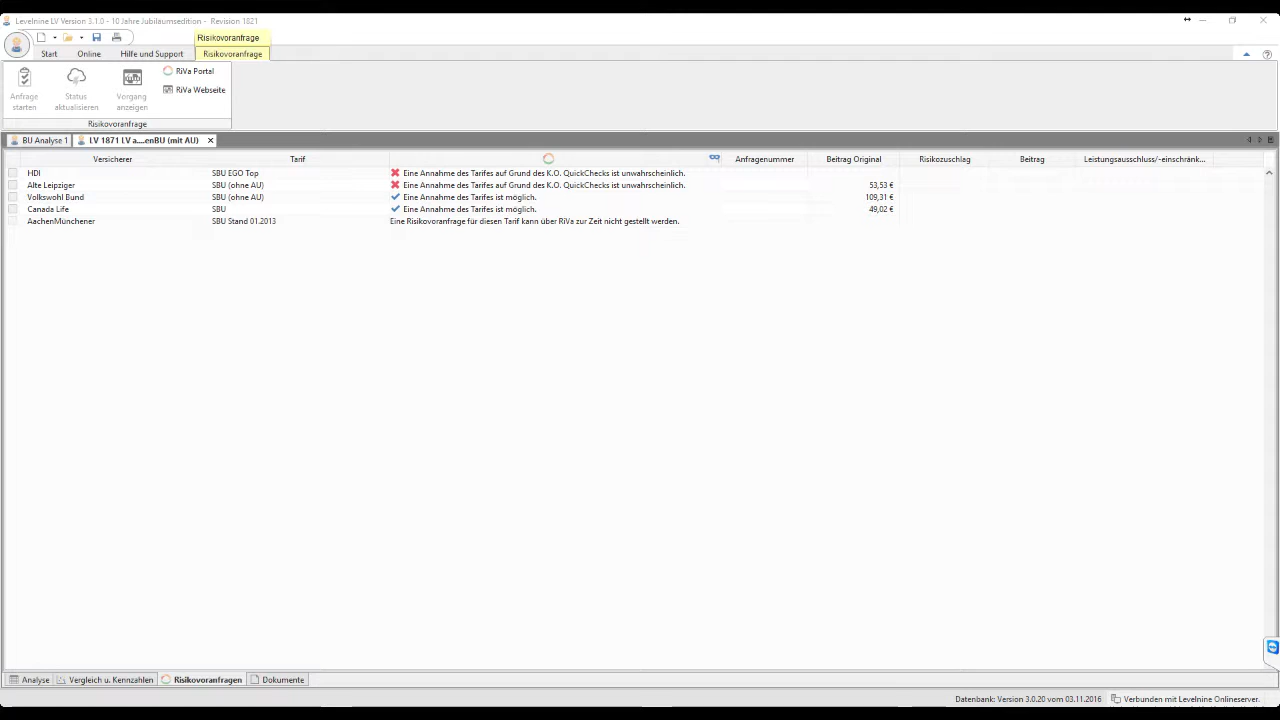 Levelnine LV Version 3.1.0 - 10 Jahre Jubiläumsedition - Revision 1821
Risikovoranfrage
Start Online Hilfe und Support Risikovoranfrage
Anfrage starten
Status aktualisieren
Vorgang anzeigen
RiVa Portal
RiVa Webseite
Risikovoranfrage
BU Analyse 1 LV 1871 LV a....enBU (mit AU)
Versicherer Tarif Anfragenummer Beitrag Original Risikozuschlag Beitrag Leistungsausschluss/-einschränk...
HDI SBU EGO Top Eine Annahme des Tarifes auf Grund des K.O. QuickChecks ist unwahrscheinlich.
Alte Leipziger SBU (ohne AU) Eine Annahme des Tarifes auf Grund des K.O. QuickChecks ist unwahrscheinlich. 53,53 €
Volkswohl Bund SBU (ohne AU) Eine Annahme des Tarifes ist möglich. 109,31 €
Canada Life SBU Eine Annahme des Tarifes ist möglich. 49,02 €
AachenMünchener SBU Stand 01.2013 Eine Risikovoranfrage für diesen Tarif kann über RiVa zur Zeit nicht gestellt werden.
Analyse Vergleich u. Kennzahlen Risikovoranfragen Dokumente
Datenbank: Version 3.0.20 vom 03.11.2016 Verbunden mit Levelnine Onlineserver.